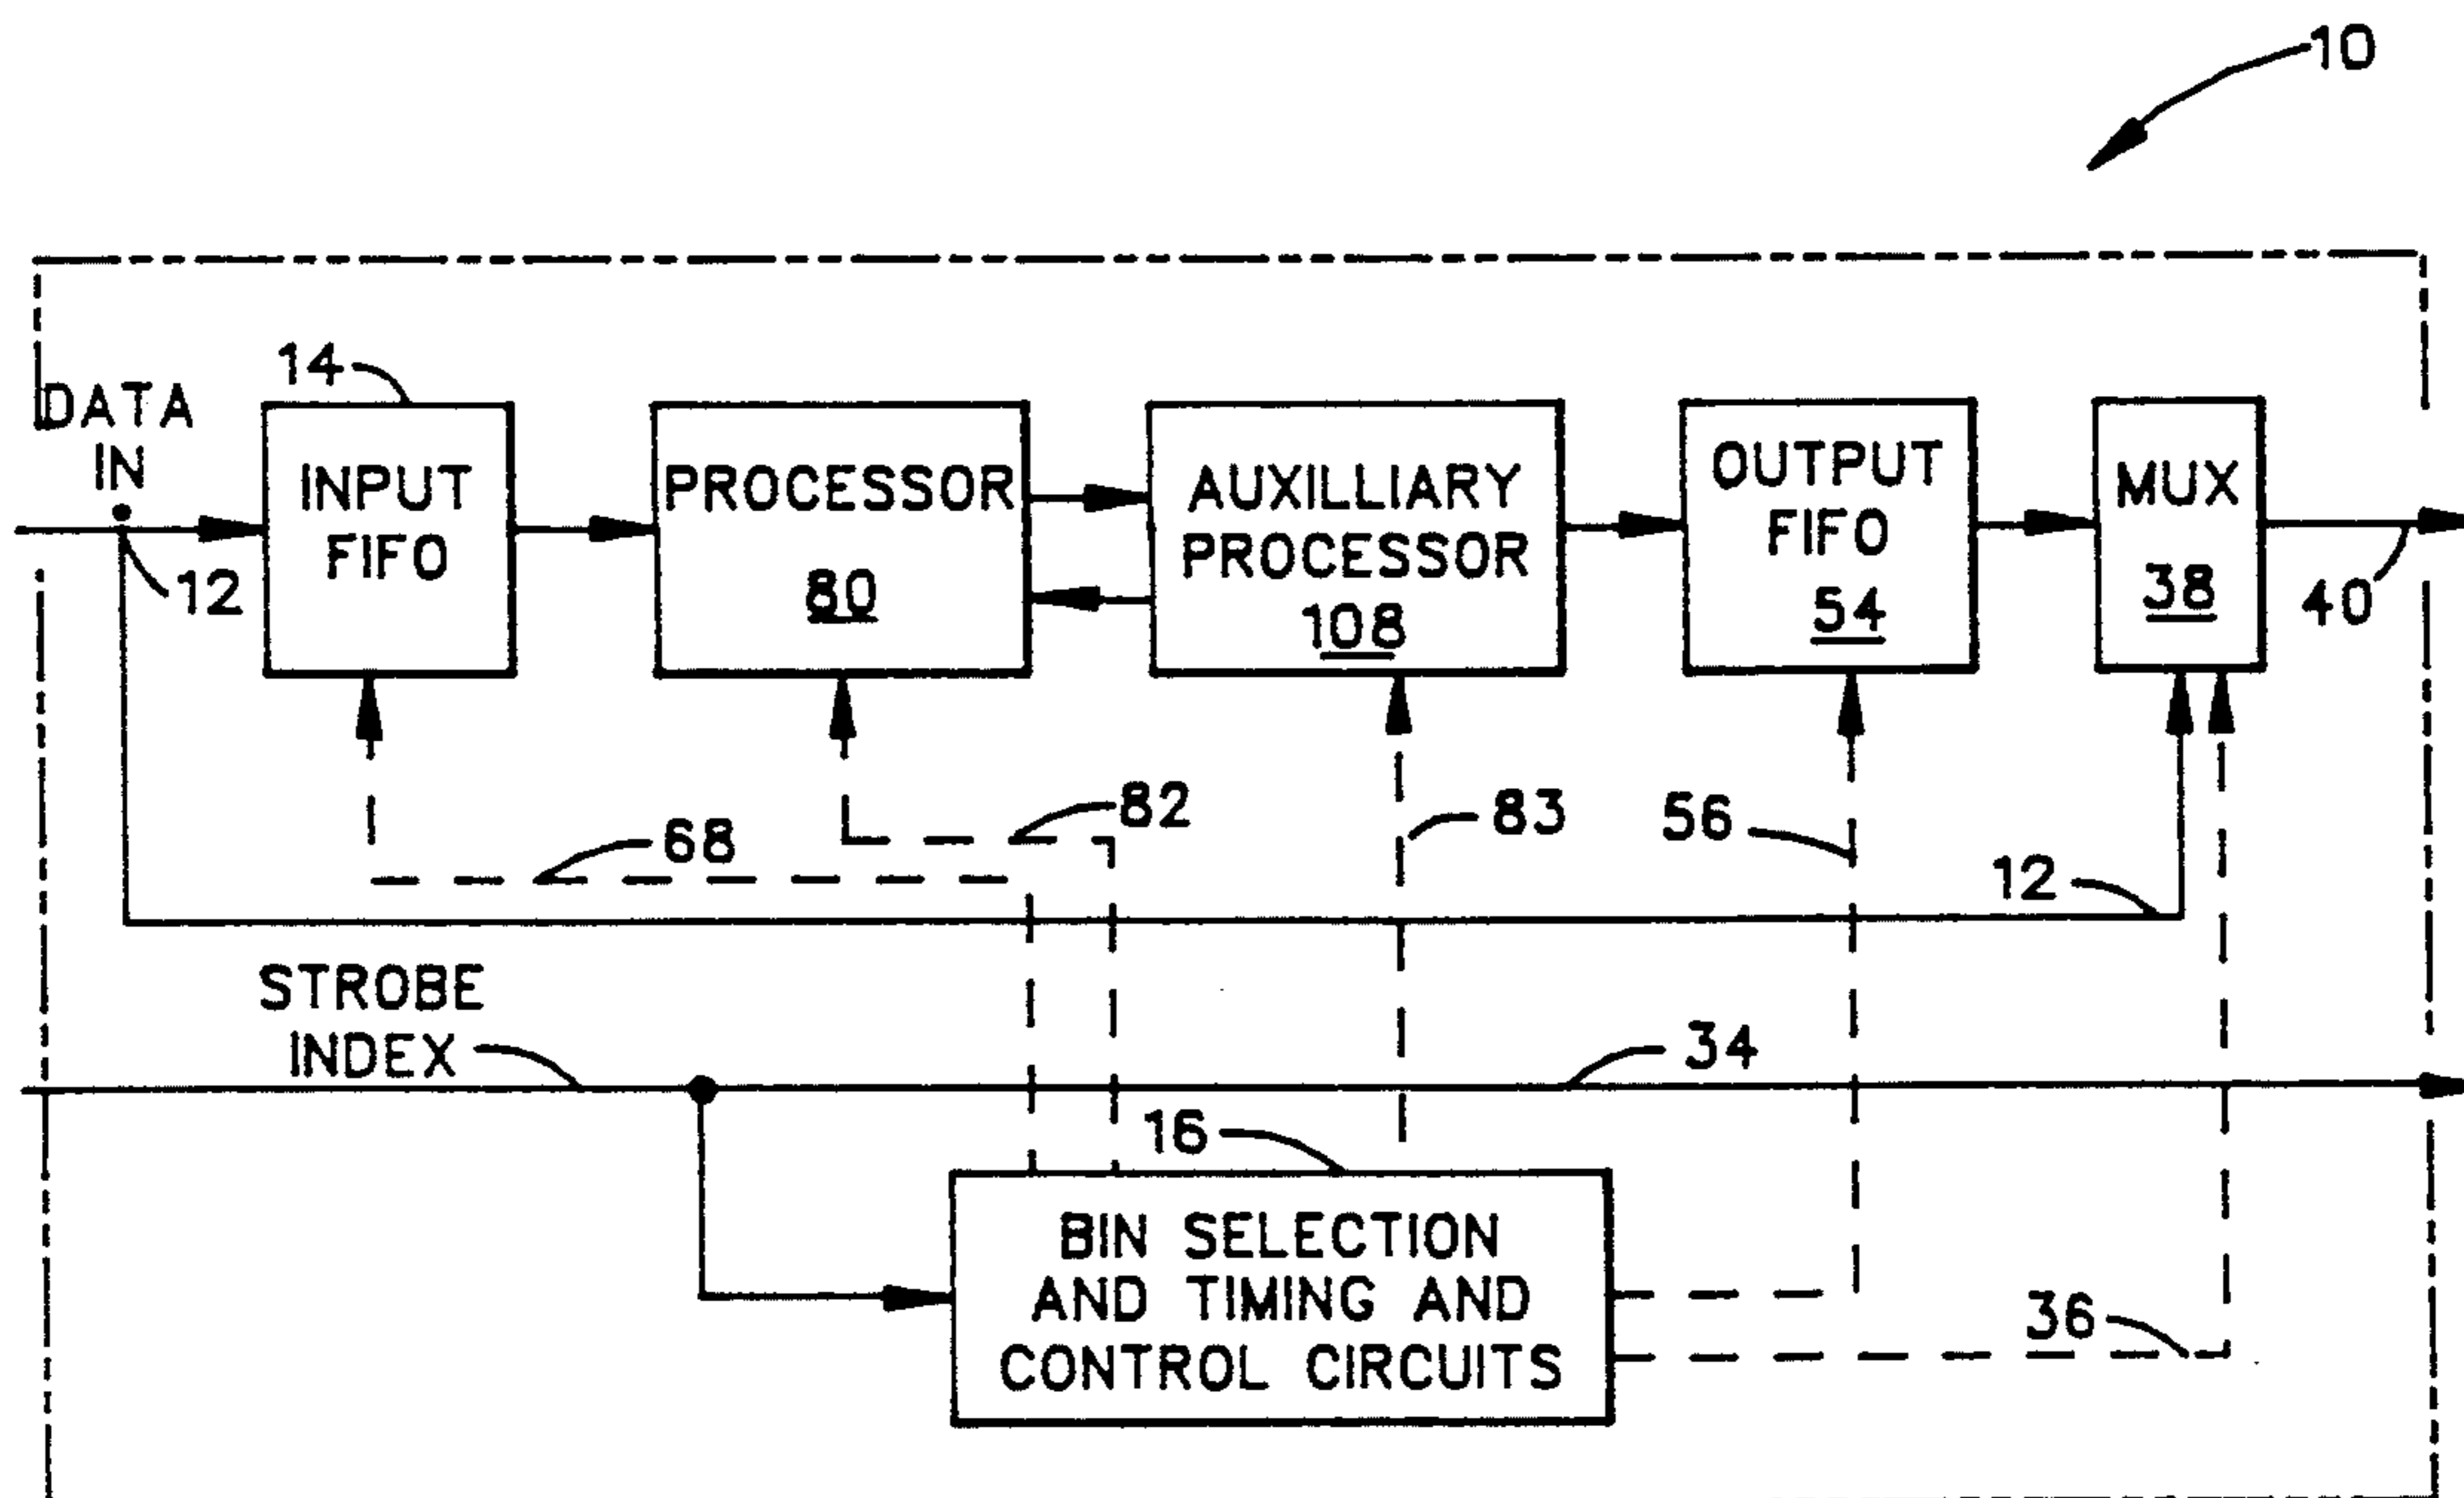 10
14
DATA
IN
12
INPUT
FIFO
PROCESSOR
80
AUXILLIARY
PROCESSOR
108
OUTPUT
FIFO
54
MUX
38
40
68
82
83
56
12
STROBE
INDEX
34
16
BIN SELECTION
AND TIMING AND
CONTROL CIRCUITS
36